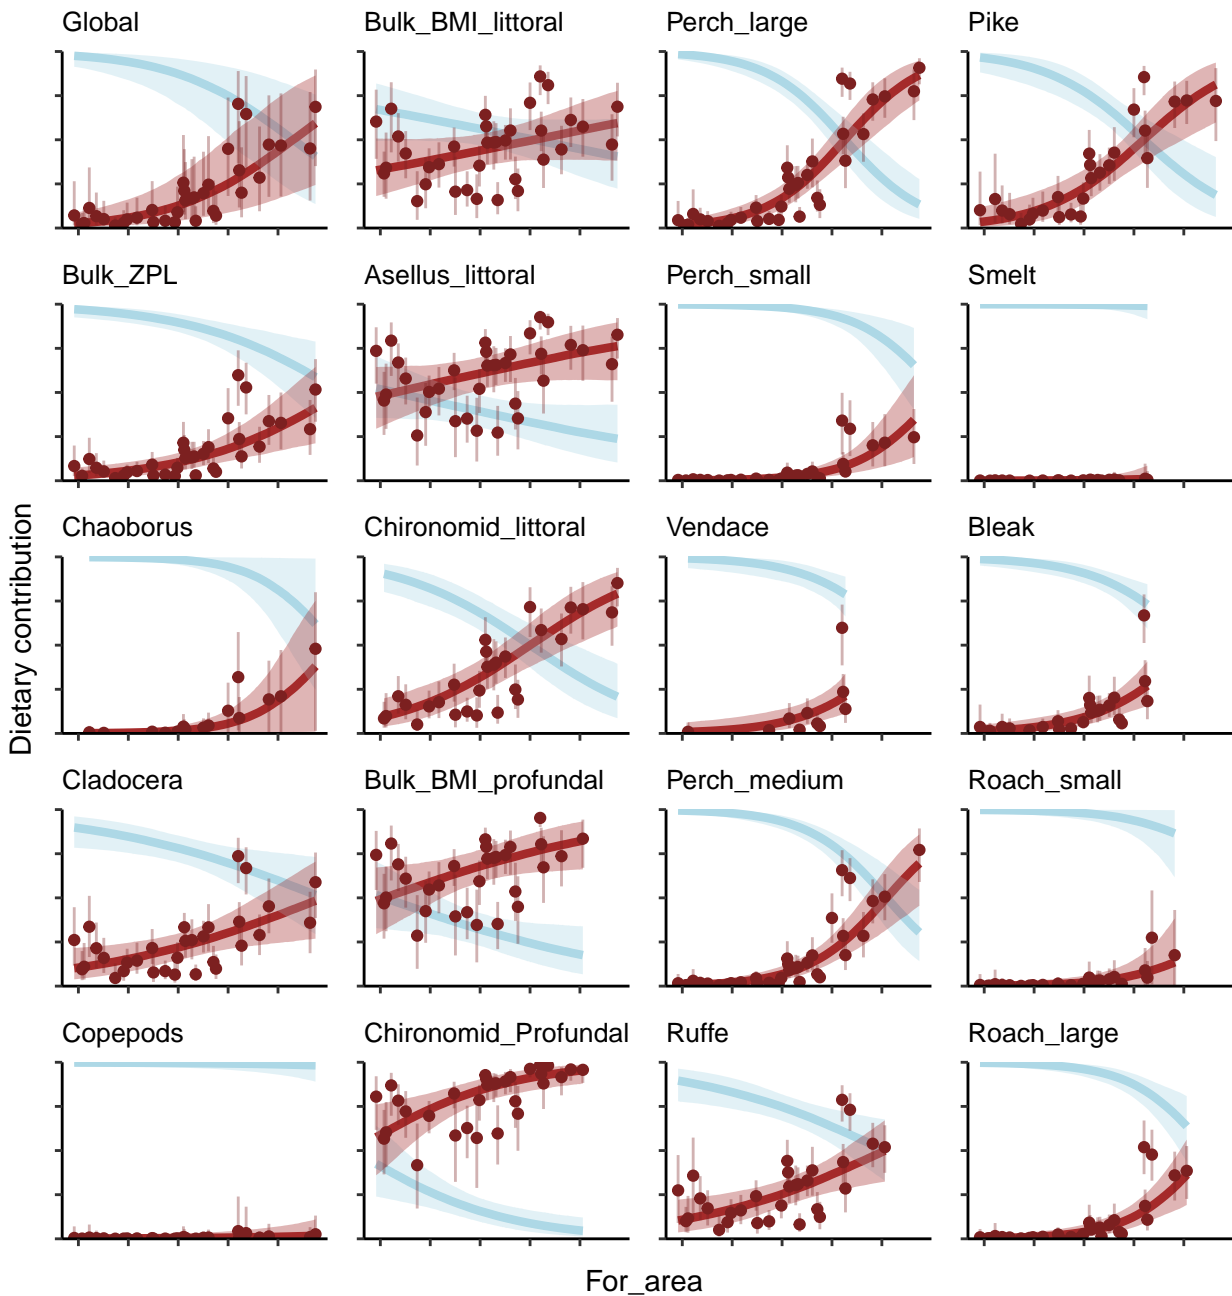 Global
Bulk_BMI_littoral
Perch_large
Pike
Bulk_ZPL
Asellus_littoral
Perch_small
Smelt
Chaoborus
Chironomid_littoral
Vendace
Bleak
Cladocera
Bulk_BMI_profundal
Perch_medium
Roach_small
Copepods
Chironomid_Profundal
Ruffe
Roach_large
Dietary contribution
For_area